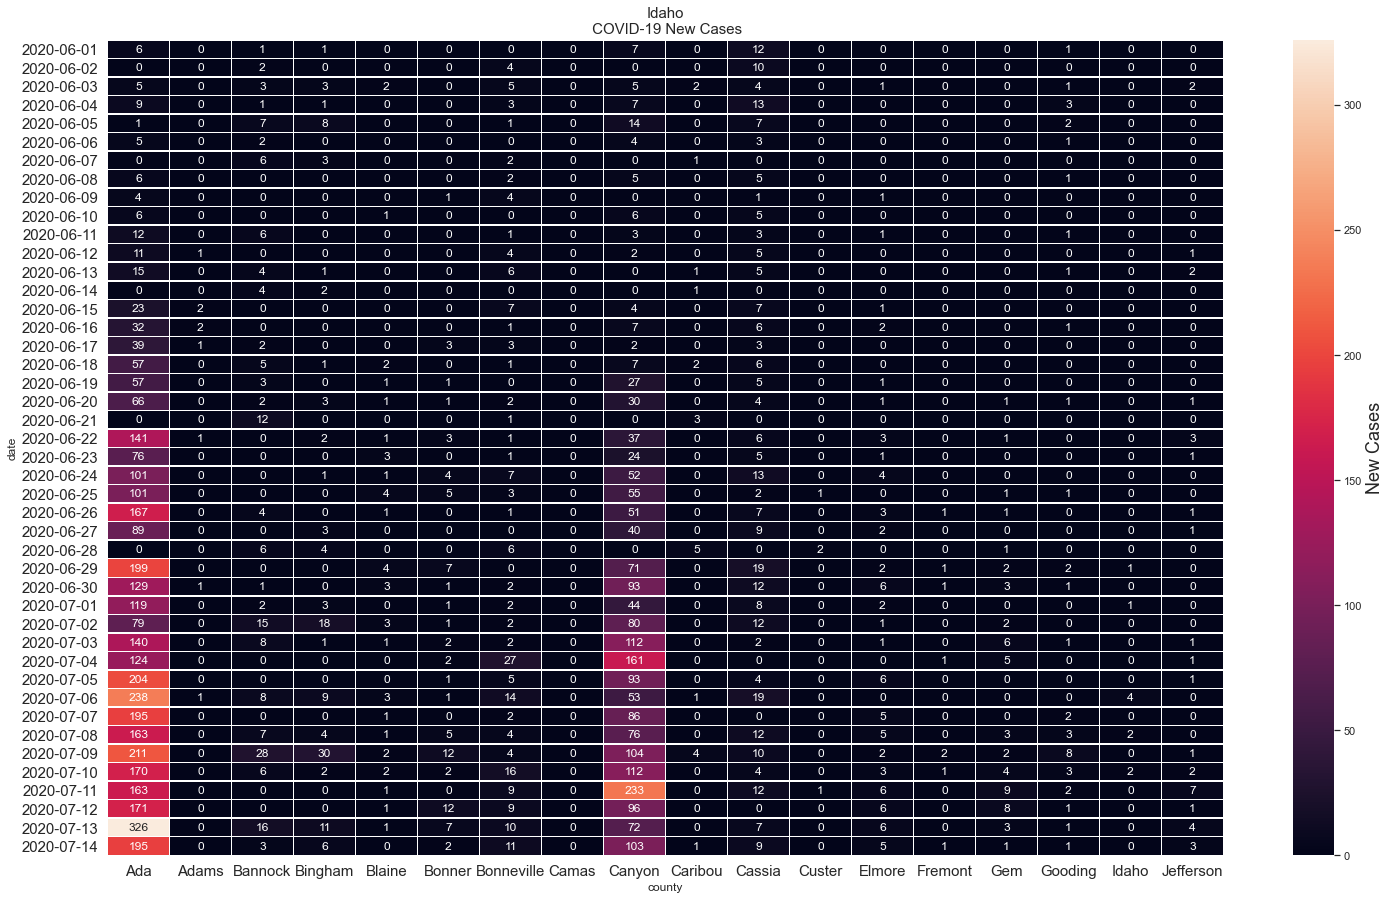 Idaho
COVID-19 New Cases
2020-06-01 6 0 1 1 0 0 0 0 7 0 12 0 0 0 0 1 0 0
2020-06-02 0 0 2 0 0 0 4 0 0 0 10 0 0 0 0 0 0 0
2020-06-03 5 0 3 3 2 0 5 0 5 2 4 0 1 0 0 1 0 2
2020-06-04 9 0 1 1 0 0 3 0 7 0 13 0 0 0 0 3 0 0
2020-06-05 1 0 7 8 0 0 1 0 14 0 7 0 0 0 0 2 0 0
2020-06-06 5 0 2 0 0 0 0 0 4 0 3 0 0 0 0 1 0 0
2020-06-07 0 0 6 3 0 0 2 0 0 1 0 0 0 0 0 0 0 0
2020-06-08 6 0 0 0 0 0 2 0 5 0 5 0 0 0 0 1 0 0
2020-06-09 4 0 0 0 0 1 4 0 0 0 1 0 1 0 0 0 0 0
2020-06-10 6 0 0 0 1 0 0 0 6 0 5 0 0 0 0 0 0 0
2020-06-11 12 0 6 0 0 0 1 0 3 0 3 0 1 0 0 1 0 0
2020-06-12 11 1 0 0 0 0 4 0 2 0 5 0 0 0 0 0 0 1
2020-06-13 15 0 4 1 0 0 6 0 0 1 5 0 0 0 0 1 0 2
2020-06-14 0 0 4 2 0 0 0 0 0 1 0 0 0 0 0 0 0 0
2020-06-15 23 2 0 0 0 0 7 0 4 0 7 0 1 0 0 0 0 0
2020-06-16 32 2 0 0 0 0 1 0 7 0 6 0 2 0 0 1 0 0
2020-06-17 39 1 2 0 0 3 3 0 2 0 3 0 0 0 0 0 0 0
2020-06-18 57 0 5 1 2 0 1 0 7 2 6 0 0 0 0 0 0 0
2020-06-19 57 0 3 0 1 1 0 0 27 0 5 0 1 0 0 0 0 0
2020-06-20 66 0 2 3 1 1 2 0 30 0 4 0 1 0 1 1 0 1
2020-06-21 0 0 12 0 0 0 1 0 0 3 0 0 0 0 0 0 0 0
2020-06-22 141 1 0 2 1 3 1 0 37 0 6 0 3 0 1 0 0 3
2020-06-23 76 0 0 0 3 0 1 0 24 0 5 0 1 0 0 0 0 1
2020-06-24 101 0 0 1 1 4 7 0 52 0 13 0 4 0 0 0 0 0
2020-06-25 101 0 0 0 4 5 3 0 55 0 2 1 0 0 1 1 0 0
2020-06-26 167 0 4 0 1 0 1 0 51 0 7 0 3 1 1 0 0 1
2020-06-27 89 0 0 3 0 0 0 0 40 0 9 0 2 0 0 0 0 1
2020-06-28 0 0 6 4 0 0 6 0 0 5 0 2 0 0 1 0 0 0
2020-06-29 199 0 0 0 4 7 0 0 71 0 19 0 2 1 2 2 1 0
2020-06-30 129 1 1 0 3 1 2 0 93 0 12 0 6 1 3 1 0 0
2020-07-01 119 0 2 3 0 1 2 0 44 0 8 0 2 0 0 0 1 0
2020-07-02 79 0 15 18 3 1 2 0 80 0 12 0 1 0 2 0 0 0
2020-07-03 140 0 8 1 1 2 2 0 112 0 2 0 1 0 6 1 0 1
2020-07-04 124 0 0 0 0 2 27 0 161 0 0 0 0 1 5 0 0 1
2020-07-05 204 0 0 0 0 1 5 0 93 0 4 0 6 0 0 0 0 1
2020-07-06 238 1 8 9 3 1 14 0 53 1 19 0 0 0 0 0 4 0
2020-07-07 195 0 0 0 1 0 2 0 86 0 0 0 5 0 0 2 0 0
2020-07-08 163 0 7 4 1 5 4 0 76 0 12 0 5 0 3 3 2 0
2020-07-09 211 0 28 30 2 12 4 0 104 4 10 0 2 2 2 8 0 1
2020-07-10 170 0 6 2 2 2 16 0 112 0 4 0 3 1 4 3 2 2
2020-07-11 163 0 0 0 1 0 9 0 233 0 12 1 6 0 9 2 0 7
2020-07-12 171 0 0 0 1 12 9 0 96 0 0 0 6 0 8 1 0 1
2020-07-13 326 0 16 11 1 7 10 0 72 0 7 0 6 0 3 1 0 4
2020-07-14 195 0 3 6 0 2 11 0 103 1 9 0 5 1 1 1 0 3
Ada Adams Bannock Bingham Blaine Bonner Bonneville Camas Canyon Caribou Cassia Custer Elmore Fremont Gem Gooding Idaho Jefferson
county
date
300
250
200
150
100
50
0
New Cases